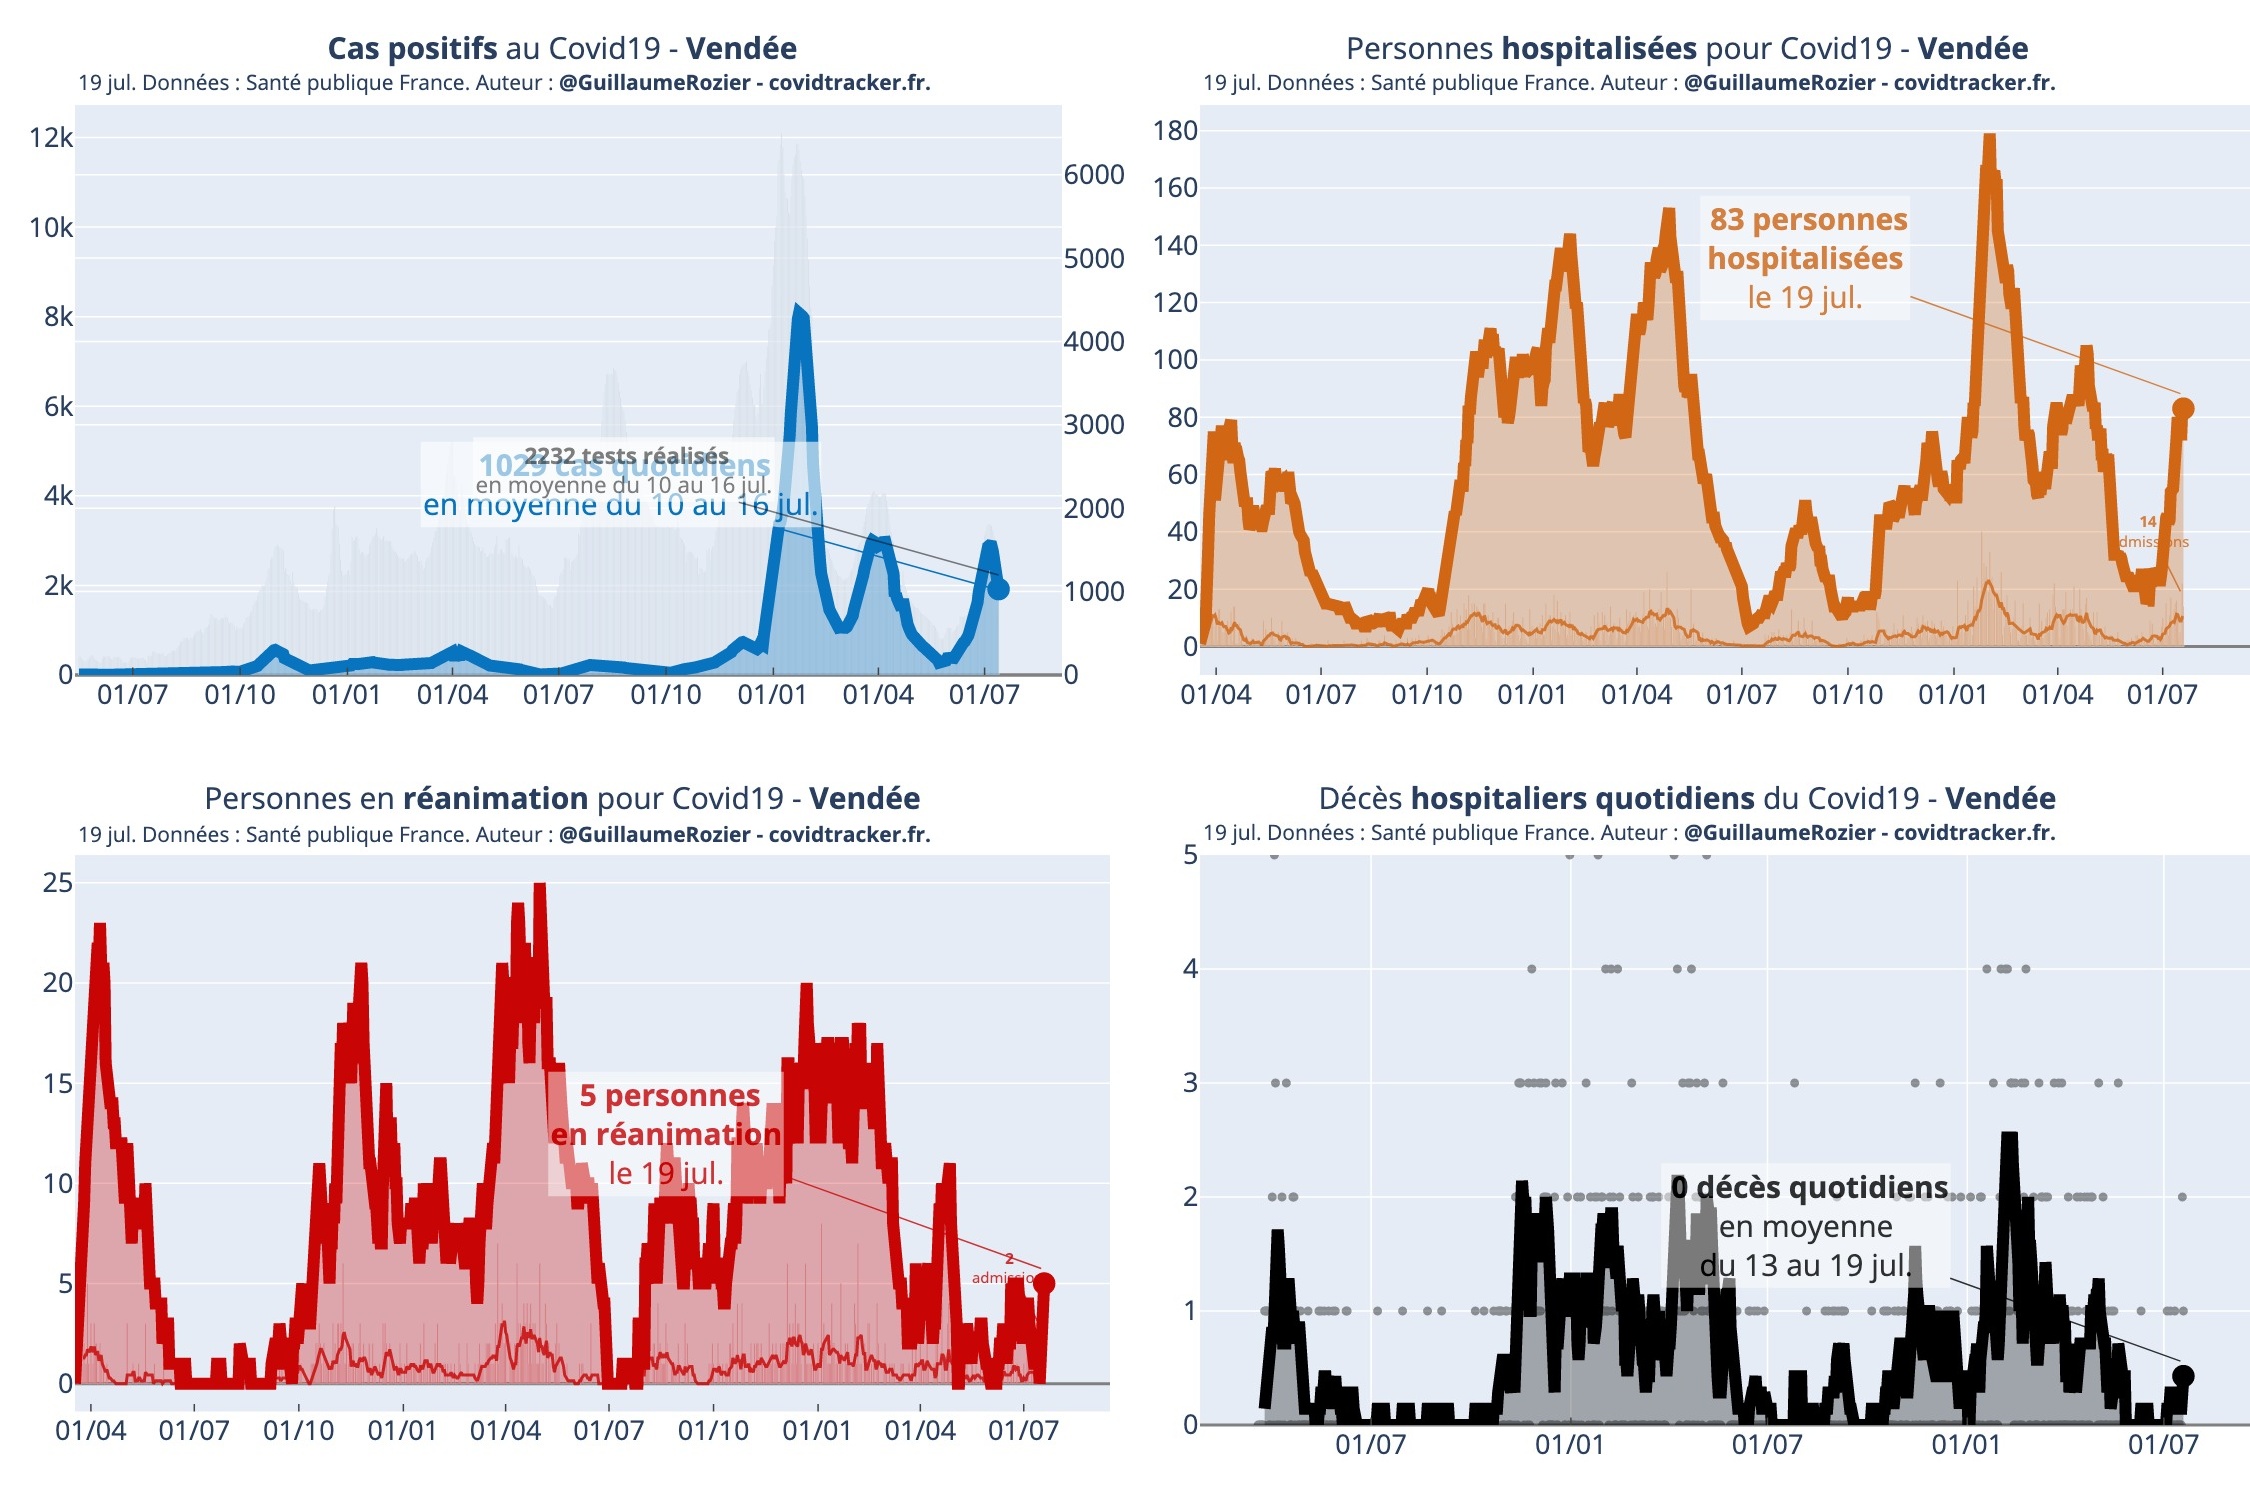 Cas positifs au Covid19 - Vendée
19 jul. Données : Santé publique France. Auteur : @GuillaumeRozier - covidtracker.fr.
12k
10k
8k
6k
4k
2k
0
6000
5000
4000
3000
2000
1000
0
2232 tests réalisés
en moyenne du 10 au 16 jul.
1029 cas quotidiens
en moyenne du 10 au 16 jul.
01/07 01/10 01/01 01/04 01/07 01/10 01/01 01/04 01/07
Personnes hospitalisées pour Covid19 - Vendée
19 jul. Données : Santé publique France. Auteur : @GuillaumeRozier - covidtracker.fr.
180
160
140
120
100
80
60
40
20
0
83 personnes
hospitalisées
le 19 jul.
14
dmissions
01/04 01/07 01/10 01/01 01/04 01/07 01/10 01/01 01/04 01/07
Personnes en réanimation pour Covid19 - Vendée
19 jul. Données : Santé publique France. Auteur : @GuillaumeRozier - covidtracker.fr.
25
20
15
10
5
0
5 personnes
en réanimation
le 19 jul.
2
admissio
01/04 01/07 01/10 01/01 01/04 01/07 01/10 01/01 01/04 01/07
Décès hospitaliers quotidiens du Covid19 - Vendée
19 jul. Données : Santé publique France. Auteur : @GuillaumeRozier - covidtracker.fr.
5
4
3
2
1
0
0 décès quotidiens
en moyenne
du 13 au 19 jul.
01/07 01/01 01/07 01/01 01/07